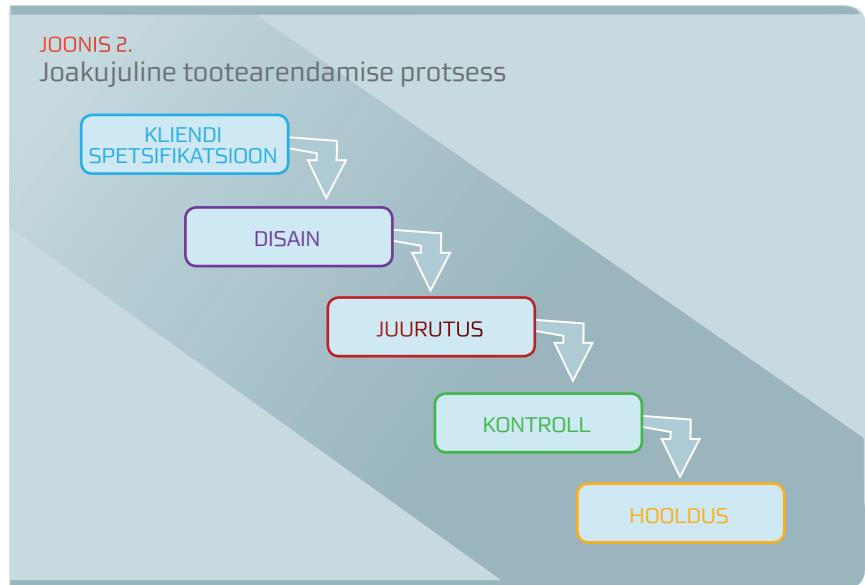 JOONIS 2.
Joakujuline tootearendamise protsess
KLIENDI
SPETSIFIKATSIOON
DISAIN
JUURUTUS
KONTROLL
HOOLDUS